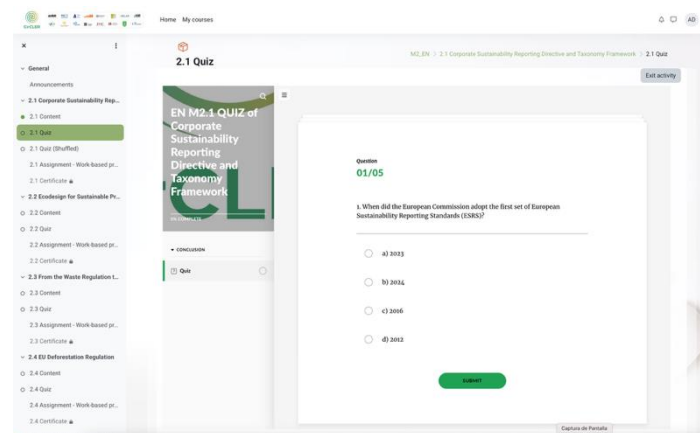 CYCLER
Home My courses
AD
General
Announcements
2.1 Corporate Sustainability Rep...
2.1 Content
2.1 Quiz
2.1 Quiz (Shuffled)
2.1 Assignment - Work-based pr...
2.1 Certificate
2.2 Ecodesign for Sustainable Pr...
2.2 Content
2.2 Quiz
2.2 Assignment - Work-based pr...
2.2 Certificate
2.3 From the Waste Regulation t...
2.3 Content
2.3 Quiz
2.3 Assignment - Work-based pr...
2.3 Certificate
2.4 EU Deforestation Regulation
2.4 Content
2.4 Quiz
2.4 Assignment - Work-based pr...
2.4 Certificate
2.1 Quiz
M2_EN > 2.1 Corporate Sustainability Reporting Directive and Taxonomy Framework > 2.1 Quiz
Exit activity
EN M2.1 QUIZ of
Corporate
Sustainability
Reporting
Directive and
Taxonomy
Framework
0% COMPLETE
CONCLUSION
Quiz
Question
01/05
1. When did the European Commission adopt the first set of European
Sustainability Reporting Standards (ESRS)?
a) 2023
b) 2024
c) 2016
d) 2012
SUBMIT
Captura de Pantalla